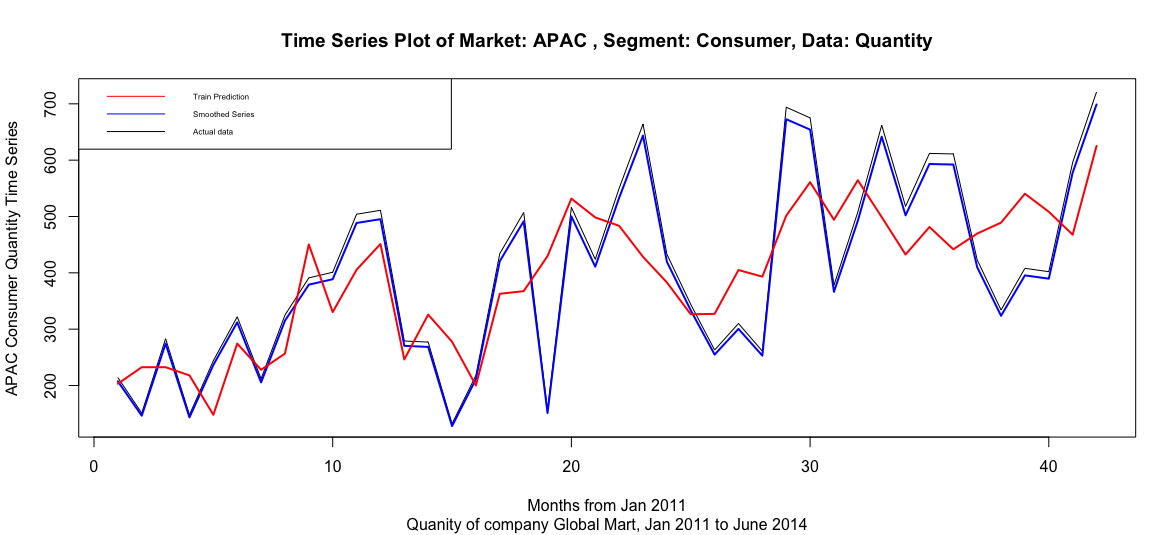 Time Series Plot of Market: APAC , Segment: Consumer, Data: Quantity
Train Prediction
Smoothed Series
Actual data
APAC Consumer Quantity Time Series
700
600
500
400
300
200
0 10 20 30 40
Months from Jan 2011
Quanity of company Global Mart, Jan 2011 to June 2014